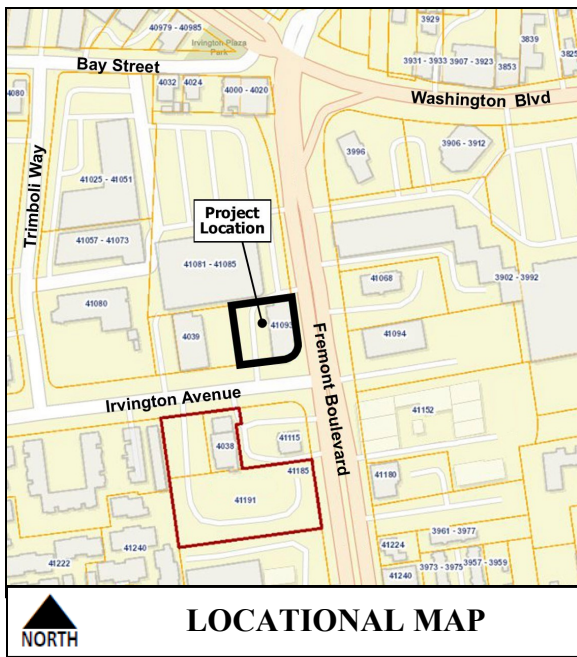 40979 - 40985
Irvington Plaza
Park
3929
3839
Bay Street
3931 - 3933
3907 - 3923
3853
3825
4032
4024
4080
4000 - 4020
Washington Blvd
3996
3906 - 3912
Trimboli Way
41025 - 41051
Project
Location
41057 - 41073
41081 - 41085
41068
3902 - 3992
41080
41093
4039
41094
Fremont Boulevard
Irvington Avenue
41152
4038
41115
41185
41180
41191
3961 - 3977
41240
41224
41222
3973 - 3975
3957 - 3959
41240
NORTH
LOCATIONAL MAP